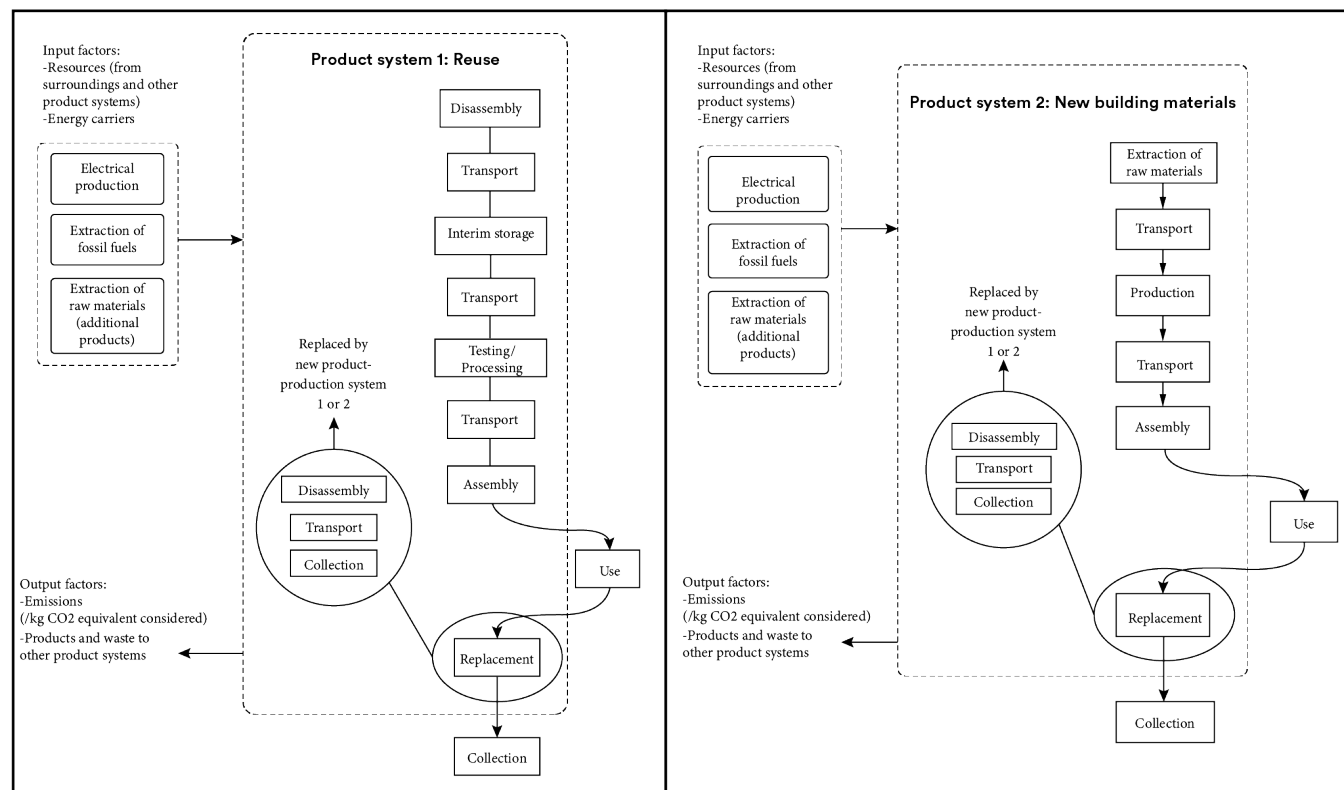 Input factors:
-Resources (from
surroundings and other
product systems)
-Energy carriers
Electrical
production
Extraction of
fossil fuels
Extraction of
raw materials
(additional
products)
Product system 1: Reuse
Disassembly
Transport
Interim storage
Transport
Testing/
Processing
Transport
Assembly
Use
Replacement
Collection
Replaced by
new product-
production system
1 or 2
Disassembly
Transport
Collection
Output factors:
-Emissions
(/kg CO2 equivalent considered)
-Products and waste to
other product systems
Input factors:
-Resources (from
surroundings and other
product systems)
-Energy carriers
Electrical
production
Extraction of
fossil fuels
Extraction of
raw materials
(additional
products)
Product system 2: New building materials
Extraction of
raw materials
Transport
Production
Transport
Assembly
Use
Replacement
Collection
Replaced by
new product-
production system
1 or 2
Disassembly
Transport
Collection
Output factors:
-Emissions
(/kg CO2 equivalent considered)
-Products and waste to
other product systems